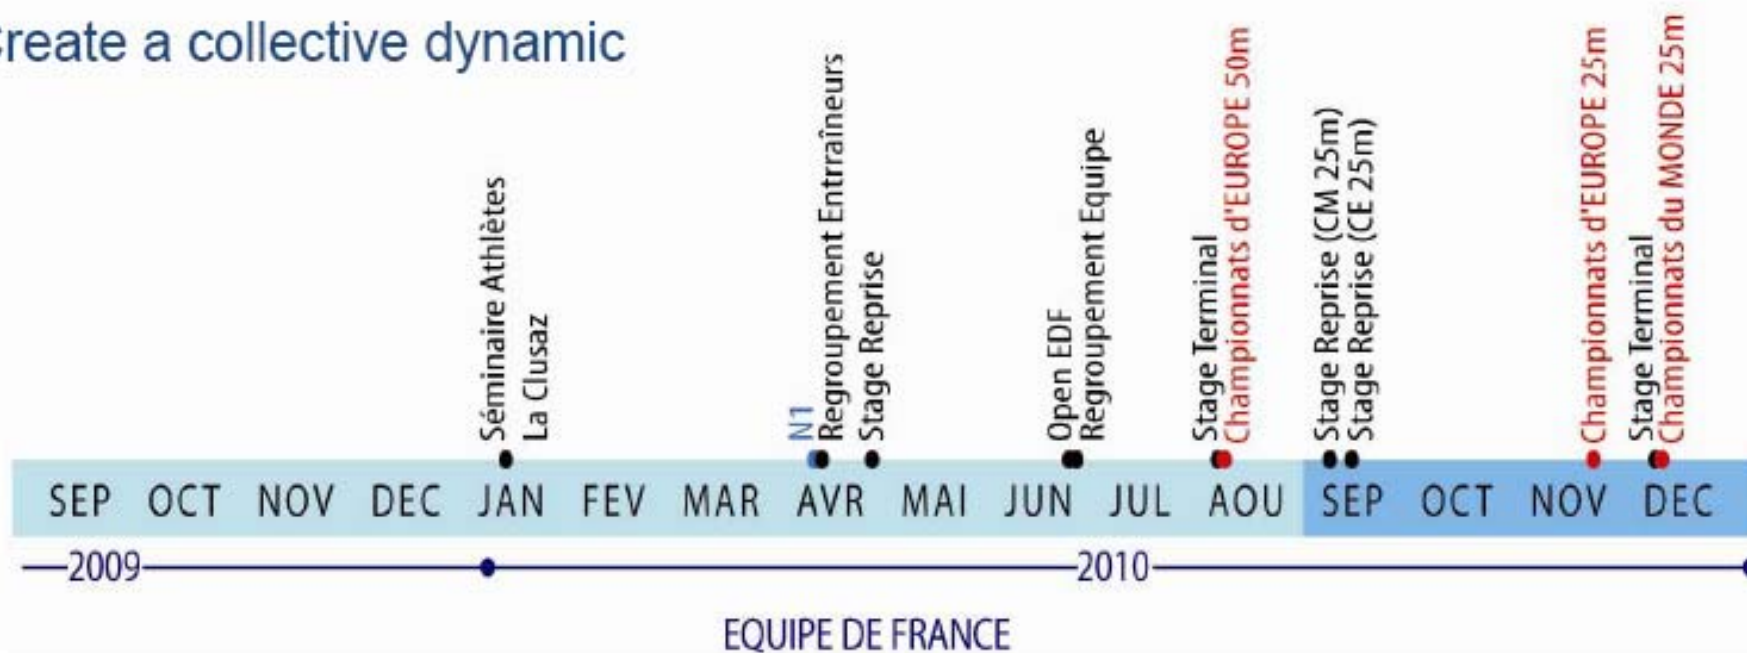 Create a collective dynamic
Séminaire Athlètes
La Clusaz
N1
Regroupement Entraîneurs
Stage Reprise
Open EDF
Regroupement Equipe
Stage Terminal
Championnats d'EUROPE 50m
Stage Reprise (CM 25m)
Stage Reprise (CE 25m)
Championnats d'EUROPE 25m
Stage Terminal
Championnats du MONDE 25m
SEP OCT NOV DEC JAN FEV MAR AVR MAI JUN JUL AOU SEP OCT NOV DEC
2009 2010
EQUIPE DE FRANCE